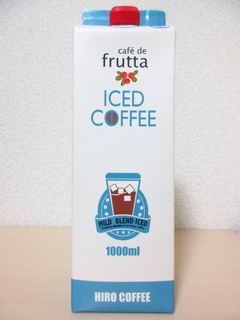 café de
frutta
ICED
COFFEE
MILD BLEND ICED
1000ml
HIRO COFFEE